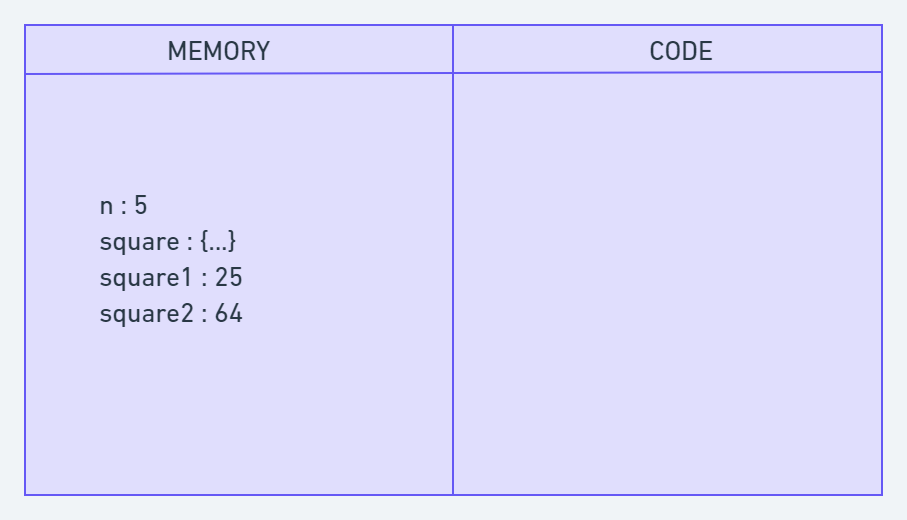 MEMORY
CODE
n : 5
square : {...}
square1 : 25
square2 : 64